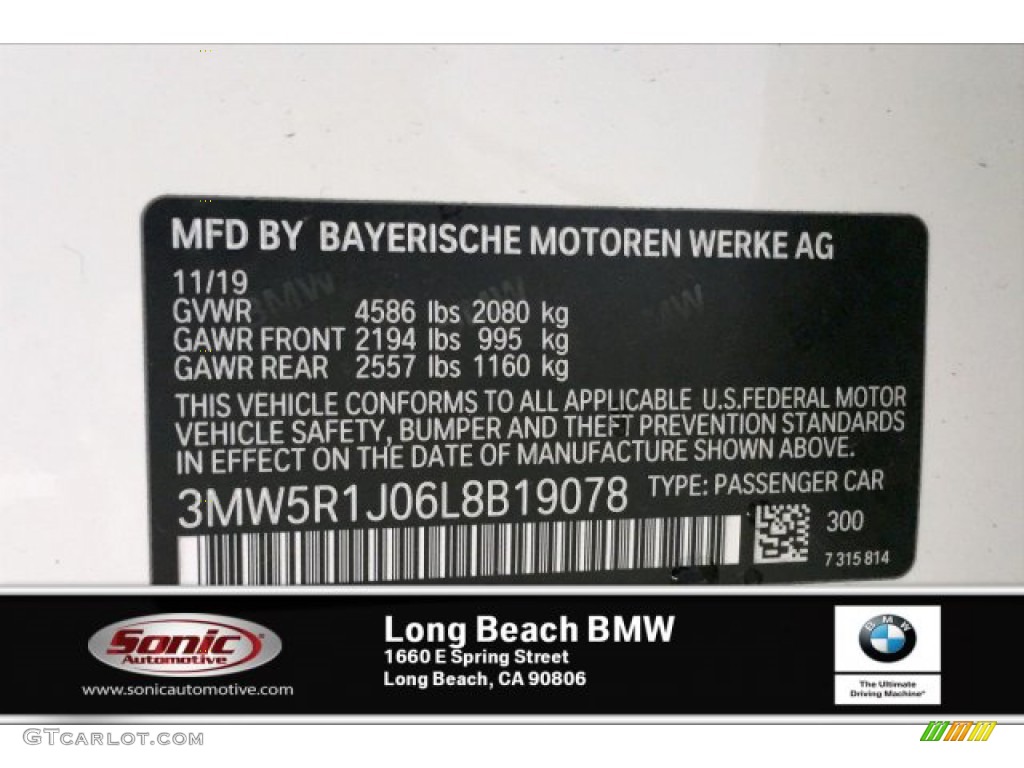 MFD BY BAYERISCHE MOTOREN WERKE AG
11/19
GVWR 4586 lbs 2080 kg
GAWR FRONT 2194 lbs 995 kg
GAWR REAR 2557 lbs 1160 kg
THIS VEHICLE CONFORMS TO ALL APPLICABLE U.S.FEDERAL MOTOR
VEHICLE SAFETY, BUMPER AND THEFT PREVENTION STANDARDS
IN EFFECT ON THE DATE OF MANUFACTURE SHOWN ABOVE.
3MW5R1J06L8B19078 TYPE: PASSENGER CAR
300
7 315 814
Sonic
Automotive
www.sonicautomotive.com
Long Beach BMW
1660 E Spring Street
Long Beach, CA 90806
BMW
The Ultimate
Driving Machine®
GTCARLOT.COM